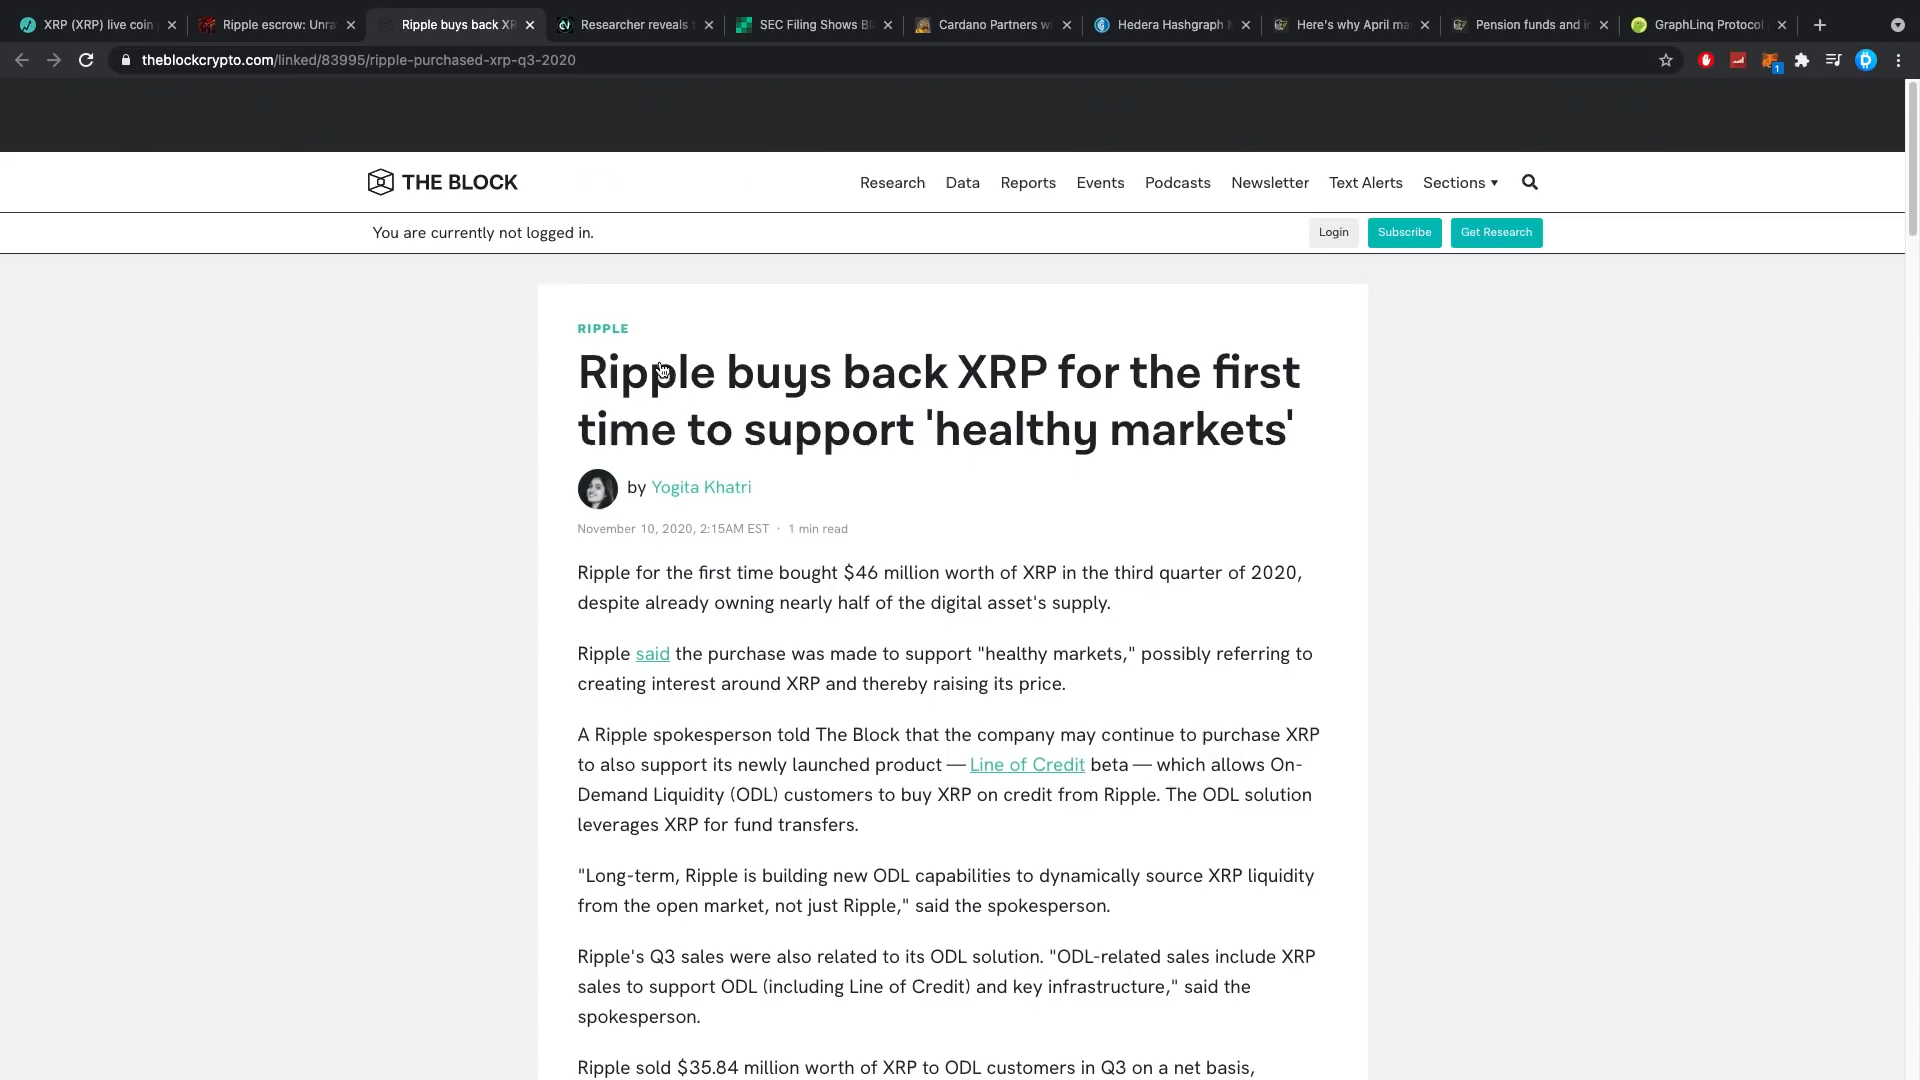 XRP (XRP) live coin
Ripple escrow: Unra
Ripple buys back XR
Researcher reveals t
SEC Filing Shows Bl
Cardano Partners w
Hedera Hashgraph
Here's why April ma
Pension funds and i
GraphLinq Protocol
theblockcrypto.com/linked/83995/ripple-purchased-xrp-q3-2020
1
THE BLOCK
Research Data Reports Events Podcasts Newsletter Text Alerts Sections
You are currently not logged in.
Login Subscribe Get Research
RIPPLE
Ripple buys back XRP for the first
time to support 'healthy markets'
by Yogita Khatri
November 10, 2020, 2:15AM EST · 1 min read
Ripple for the first time bought $46 million worth of XRP in the third quarter of 2020,
despite already owning nearly half of the digital asset's supply.
Ripple said the purchase was made to support "healthy markets," possibly referring to
creating interest around XRP and thereby raising its price.
A Ripple spokesperson told The Block that the company may continue to purchase XRP
to also support its newly launched product — Line of Credit beta — which allows On-
Demand Liquidity (ODL) customers to buy XRP on credit from Ripple. The ODL solution
leverages XRP for fund transfers.
"Long-term, Ripple is building new ODL capabilities to dynamically source XRP liquidity
from the open market, not just Ripple," said the spokesperson.
Ripple's Q3 sales were also related to its ODL solution. "ODL-related sales include XRP
sales to support ODL (including Line of Credit) and key infrastructure," said the
spokesperson.
Ripple sold $35.84 million worth of XRP to ODL customers in Q3 on a net basis,